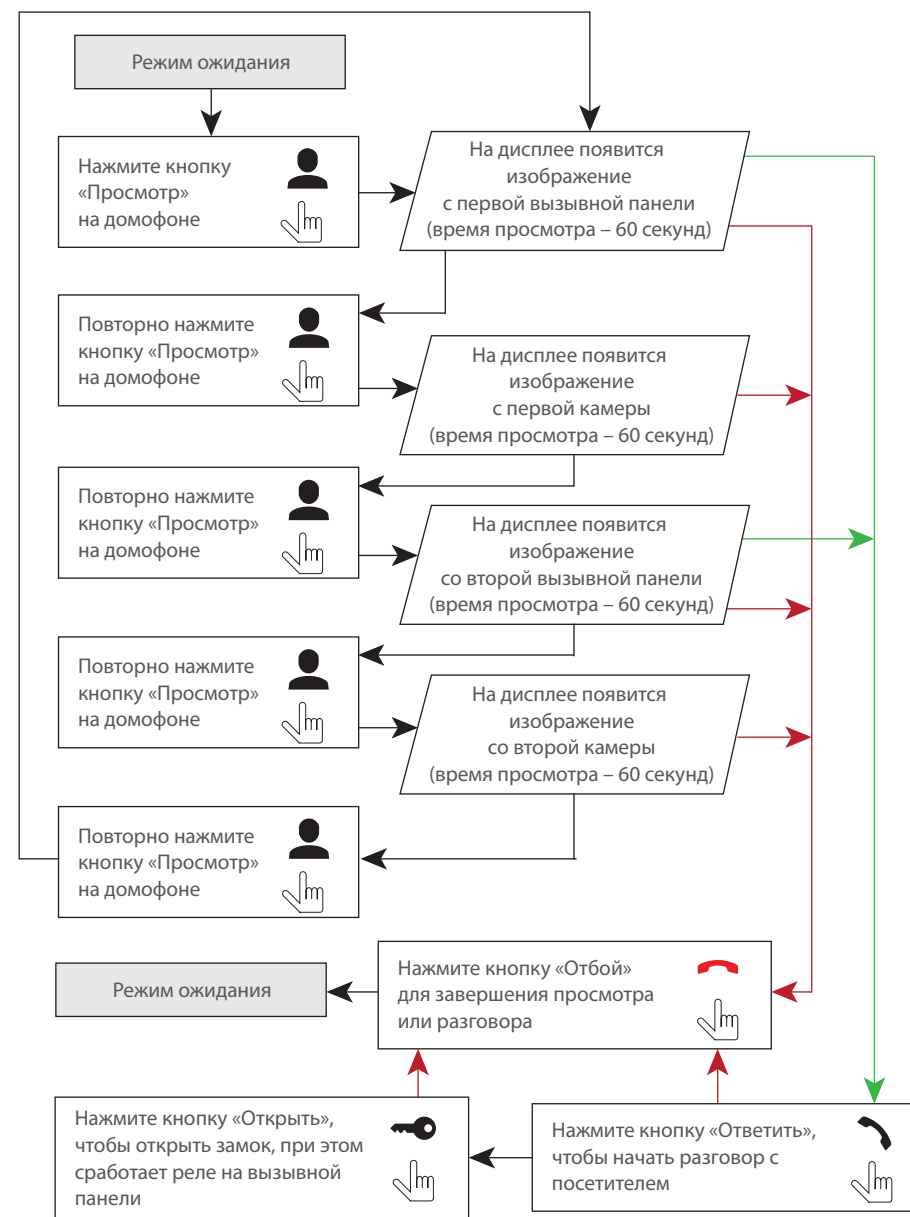 Режим ожидания
Нажмите кнопку
«Просмотр»
на домофоне
На дисплее появится
изображение
с первой вызывной панели
(время просмотра – 60 секунд)
Повторно нажмите
кнопку «Просмотр»
на домофоне
На дисплее появится
изображение
с первой камеры
(время просмотра – 60 секунд)
Повторно нажмите
кнопку «Просмотр»
на домофоне
На дисплее появится
изображение
со второй вызывной панели
(время просмотра – 60 секунд)
Повторно нажмите
кнопку «Просмотр»
на домофоне
На дисплее появится
изображение
со второй камеры
(время просмотра – 60 секунд)
Повторно нажмите
кнопку «Просмотр»
на домофоне
Режим ожидания
Нажмите кнопку «Отбой»
для завершения просмотра
или разговора
Нажмите кнопку «Открыть»,
чтобы открыть замок, при этом
сработает реле на вызывной
панели
Нажмите кнопку «Ответить»,
чтобы начать разговор с
посетителем